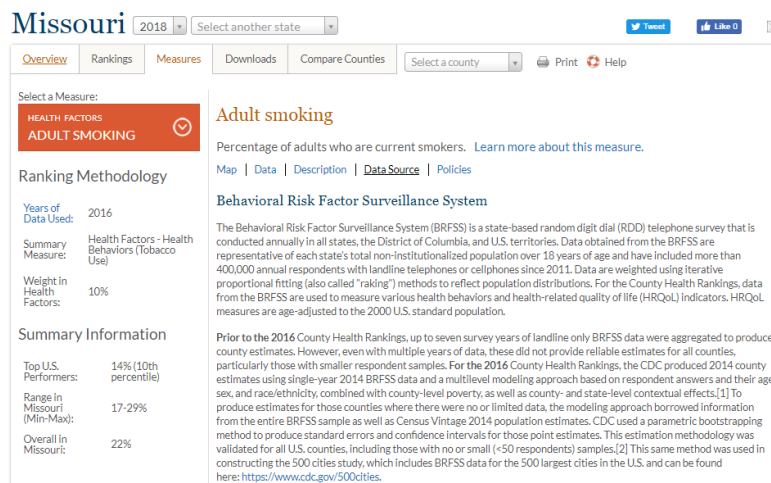 Missouri 2018 Select another state Tweet Like 0
Overview Rankings Measures Downloads Compare Counties Select a county Print Help
Select a Measure:
HEALTH FACTORS
ADULT SMOKING
Ranking Methodology
Years of
Data Used: 2016
Summary
Measure: Health Factors - Health
Behaviors (Tobacco
Use)
Weight in
Health
Factors: 10%
Summary Information
Top U.S.
Performers: 14% (10th
percentile)
Range in
Missouri
(Min-Max): 17-29%
Overall in
Missouri: 22%
Adult smoking
Percentage of adults who are current smokers. Learn more about this measure.
Map | Data | Description | Data Source | Policies
Behavioral Risk Factor Surveillance System
The Behavioral Risk Factor Surveillance System (BRFSS) is a state-based random digit dial (RDD) telephone survey that is
conducted annually in all states, the District of Columbia, and U.S. territories. Data obtained from the BRFSS are
representative of each state's total non-institutionalized population over 18 years of age and have included more than
400,000 annual respondents with landline telephones or cellphones since 2011. Data are weighted using iterative
proportional fitting (also called "raking") methods to reflect population distributions. For the County Health Rankings, data
from the BRFSS are used to measure various health behaviors and health-related quality of life (HRQoL) indicators. HRQoL
measures are age-adjusted to the 2000 U.S. standard population.
Prior to the 2016 County Health Rankings, up to seven survey years of landline only BRFSS data were aggregated to produce
county estimates. However, even with multiple years of data, these did not provide reliable estimates for all counties,
particularly those with smaller respondent samples. For the 2016 County Health Rankings, the CDC produced 2014 county
estimates using single-year 2014 BRFSS data and a multilevel modeling approach based on respondent answers and their age
sex, and race/ethnicity, combined with county-level poverty, as well as county- and state-level contextual effects.[1] To
produce estimates for those counties where there were no or limited data, the modeling approach borrowed information
from the entire BRFSS sample as well as Census Vintage 2014 population estimates. CDC used a parametric bootstrapping
method to produce standard errors and confidence intervals for those point estimates. This estimation methodology was
validated for all U.S. counties, including those with no or small (<50 respondents) samples.[2] This same method was used in
constructing the 500 cities study, which includes BRFSS data for the 500 largest cities in the U.S. and can be found
here: https://www.cdc.gov/500cities.